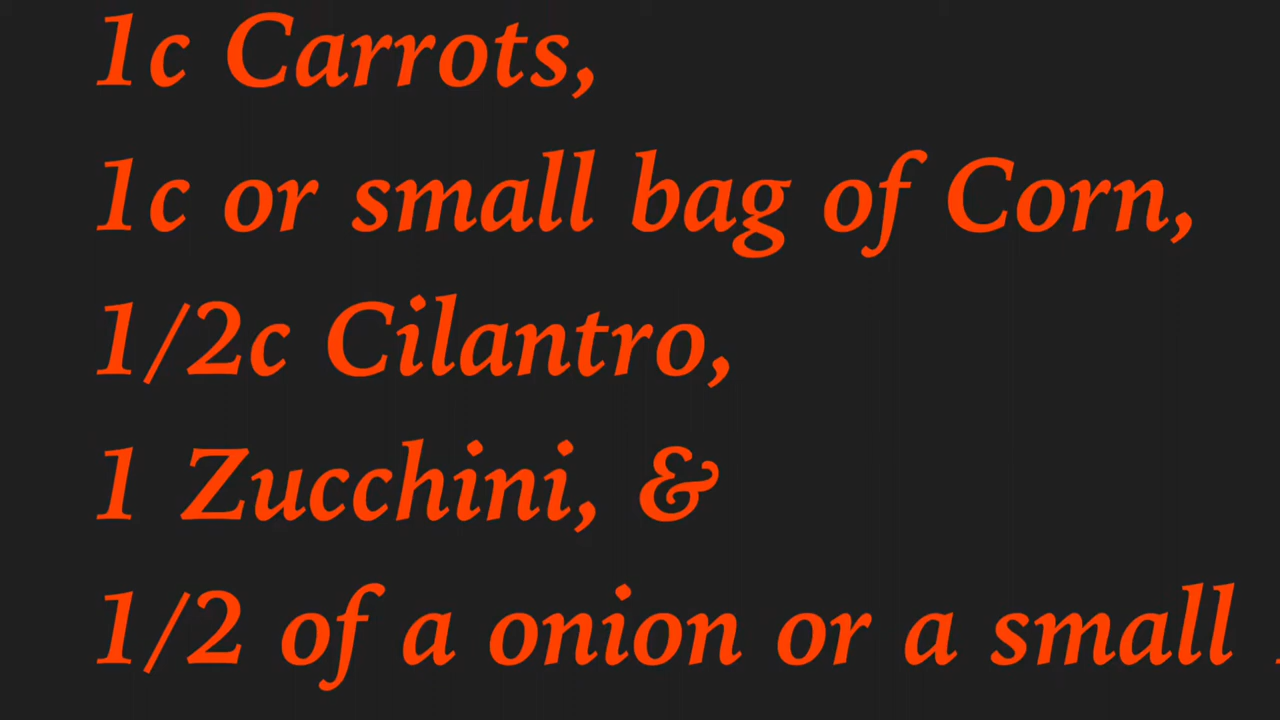 1c Carrots,
1c or small bag of Corn,
1/2c Cilantro,
1 Zucchini, &
1/2 of a onion or a small